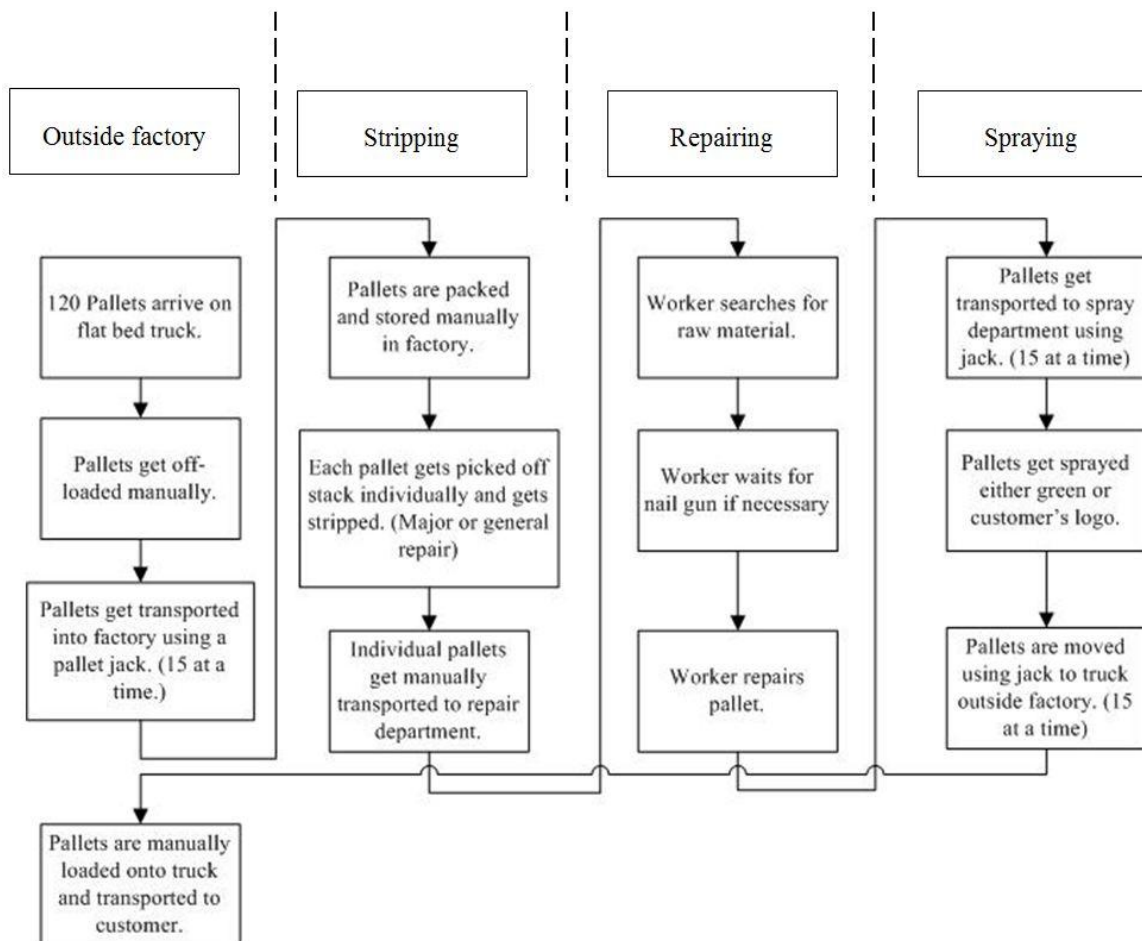 Outside factory
Stripping
Repairing
Spraying
120 Pallets arrive on
flat bed truck.
Pallets get off-
loaded manually.
Pallets get transported
into factory using a
pallet jack. (15 at a
time.)
Pallets are packed
and stored manually
in factory.
Each pallet gets picked off
stack individually and gets
stripped. (Major or general
repair)
Individual pallets
get manually
transported to repair
department.
Worker searches for
raw material.
Worker waits for
nail gun if necessary
Worker repairs
pallet.
Pallets get
transported to spray
department using
jack. (15 at a time)
Pallets get sprayed
either green or
customer's logo.
Pallets are moved
using jack to truck
outside factory. (15
at a time)
Pallets are manually
loaded onto truck
and transported to
customer.